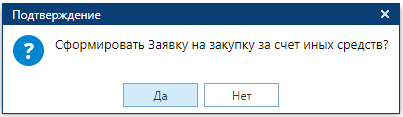 Подтверждение
Сформировать Заявку на закупку за счет иных средств?
Да
Нет